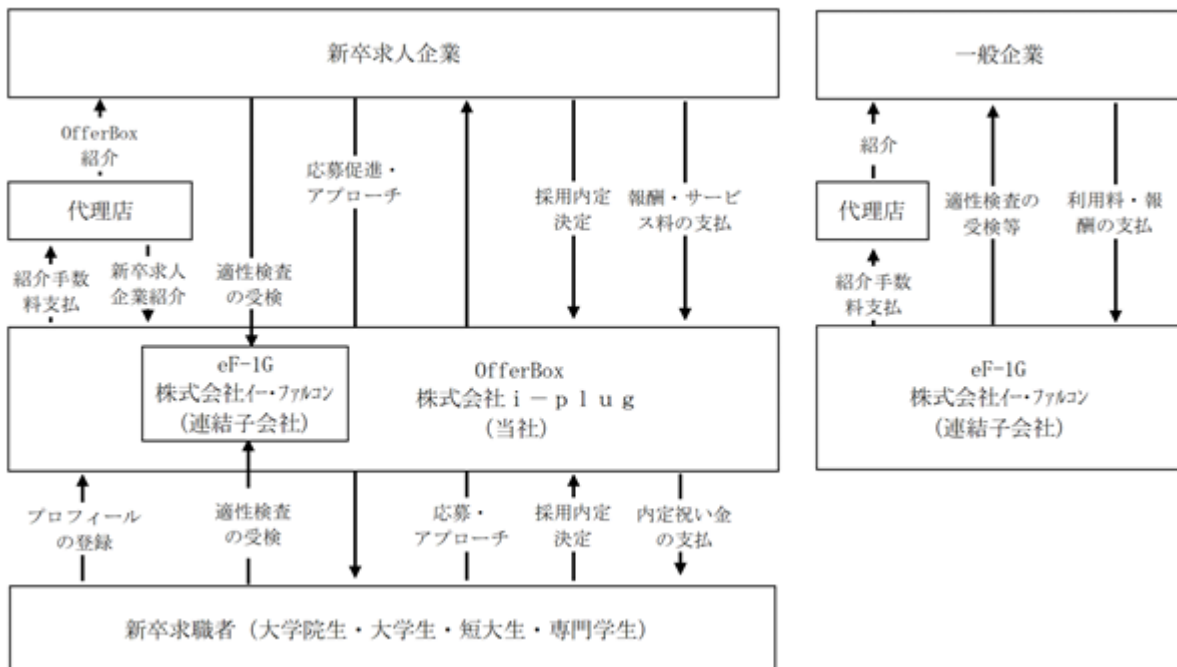 新卒求人企業
一般企業
OfferBox
紹介
代理店
紹介手数
料支払
新卒求人
企業紹介
適性検査
の受検
応募促進・
アプローチ
採用内定
決定
報酬・サービ
ス料の支払
紹介
代理店
紹介手数
料支払
適性検査の
受検等
利用料・報
酬の支払
eF-1G
株式会社イー・ファルコン
(連結子会社)
OfferBox
株式会社i-plug
(当社)
eF-1G
株式会社イー・ファルコン
(連結子会社)
プロフィール
の登録
適性検査
の受検
応募・
アプローチ
採用内定
決定
内定祝い金
の支払
新卒求職者(大学院生・大学生・短大生・専門学生)